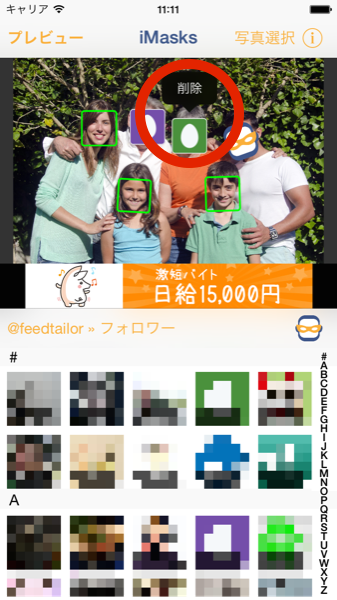 キャリア 11:11
プレビュー iMasks 写真選択 i
削除
激短バイト
日給15,000円
@feedtailor » フォロワー
#
A
#
A
B
C
D
E
F
G
H
I
J
K
L
M
N
O
P
Q
R
S
T
U
V
W
X
Y
Z